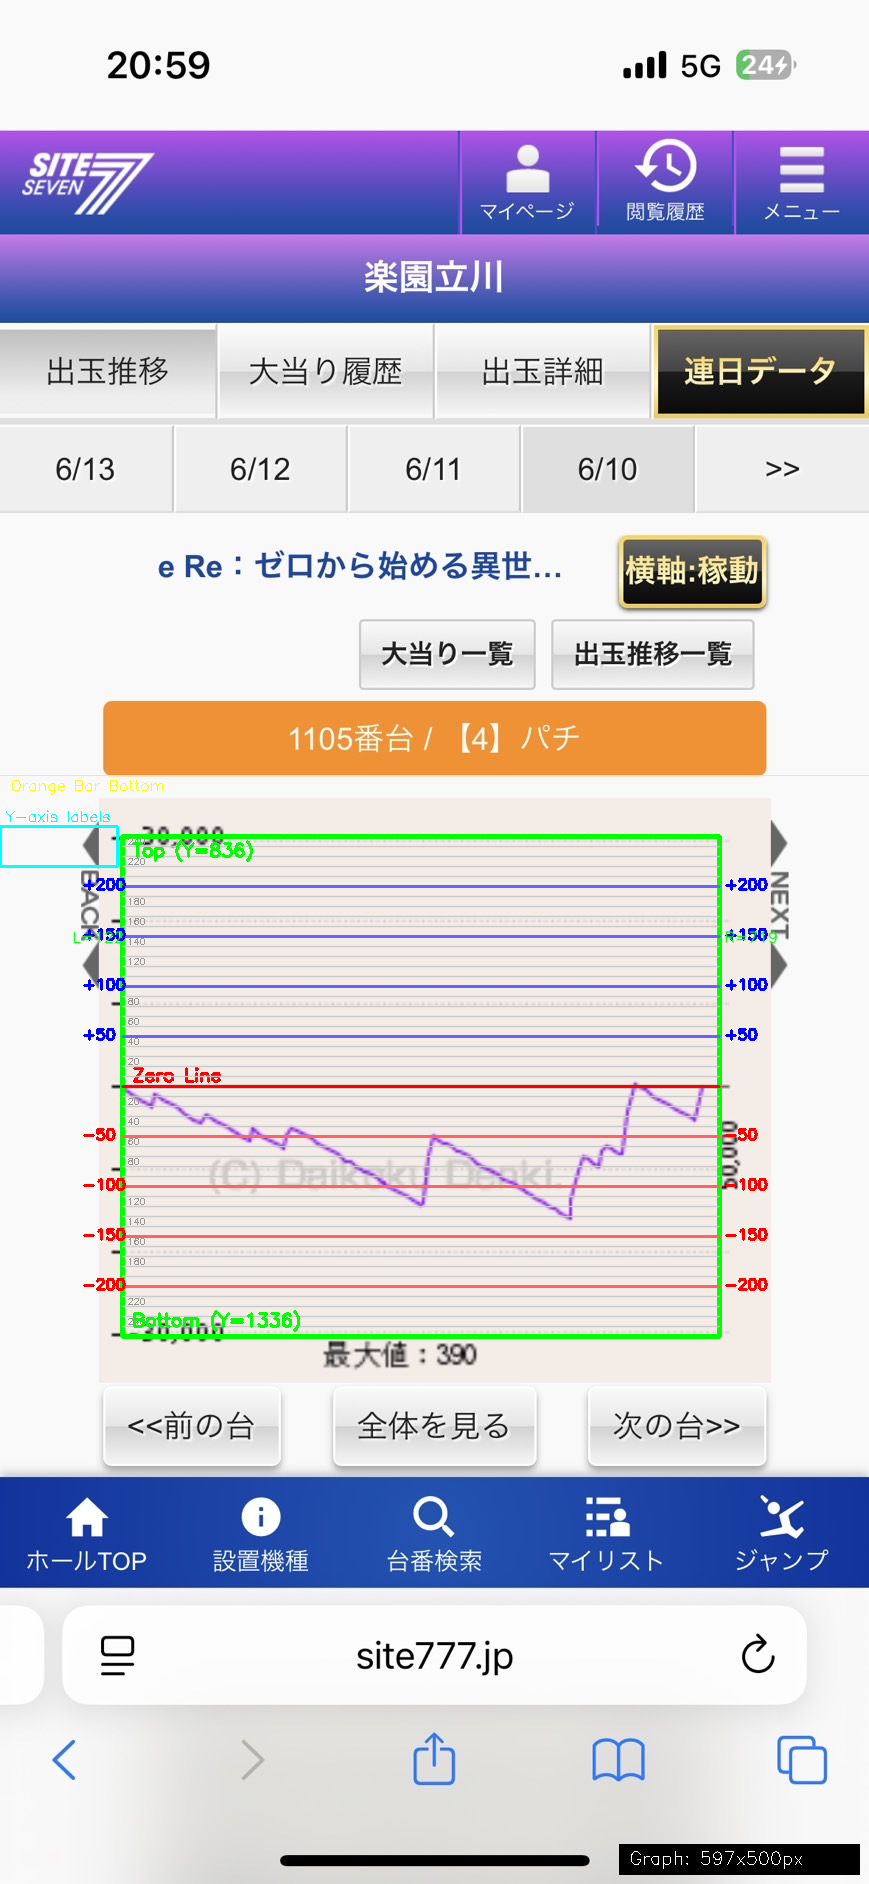 20:59
5G 24
SITE SEVEN 77
マイページ
閲覧履歴
メニュー
楽園立川
出玉推移
大当り履歴
出玉詳細
連日データ
6/13
6/12
6/11
6/10
>>
e Re：ゼロから始める異世…
横軸:稼動
大当り一覧
出玉推移一覧
1105番台 / 【4】パチ
Orange Bar Bottom
Y-axis labels
30,000
Top (Y=836)
220
+200
+200
180
160
BACK
NEXT
+150
+150
140
120
+100
+100
80
60
+50
+50
40
20
Zero Line
20
40
-50
-50
60
80
50,000
(C) Daikoku Denki.
-100
-100
120
140
-150
-150
160
180
-200
-200
220
Bottom (Y=1336)
-30,000
最大値：390
<<前の台
全体を見る
次の台>>
ホールTOP
設置機種
台番検索
マイリスト
ジャンプ
site777.jp
Graph: 597x500px